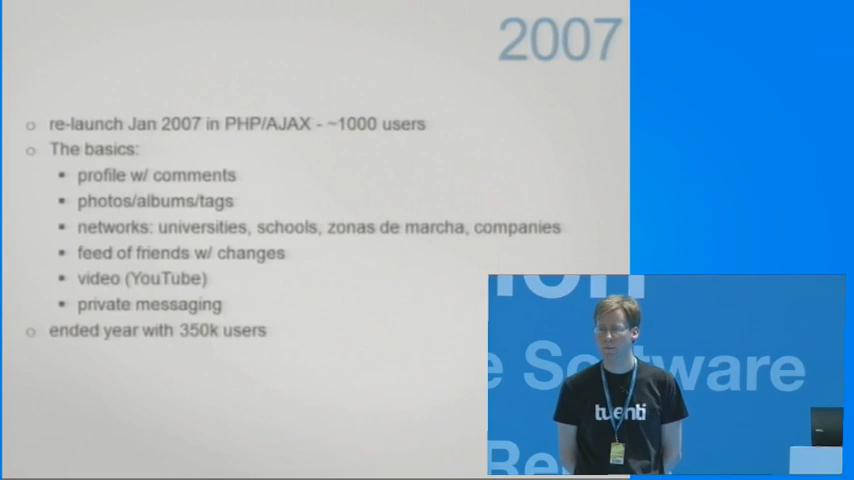 2007
re-launch Jan 2007 in PHP/AJAX - ~1000 users
The basics:
profile w/ comments
photos/albums/tags
networks: universities, schools, zonas de marcha, companies
feed of friends w/ changes
video (YouTube)
private messaging
ended year with 350k users
tuenti